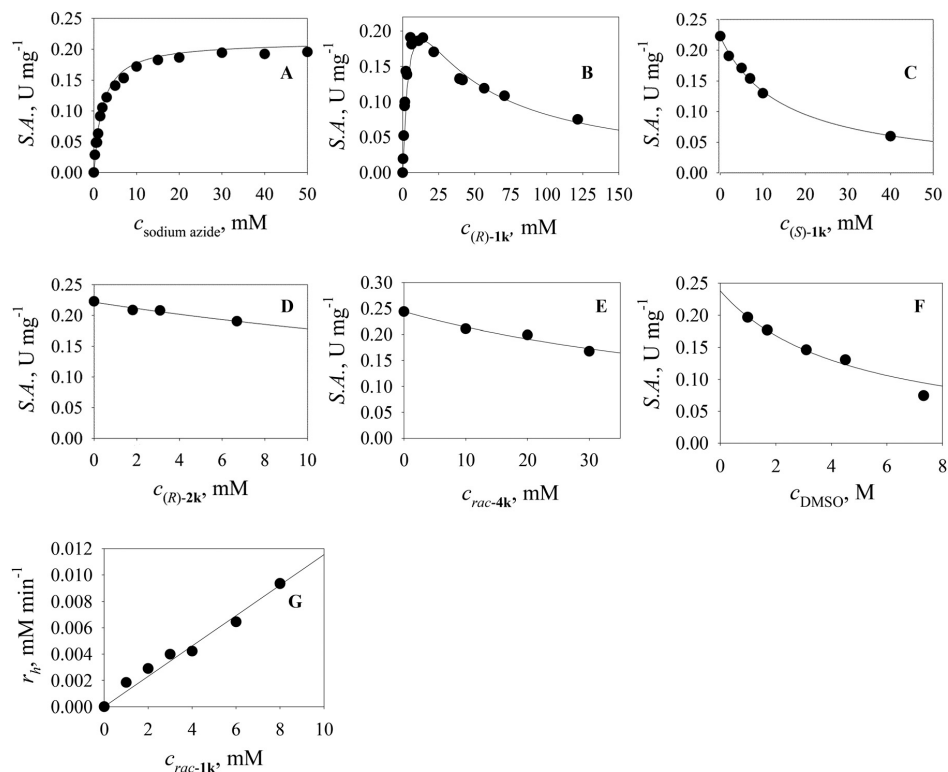 0.25
0.20
0.15
0.10
0.05
0.00
S.A., U mg⁻¹
A
0 10 20 30 40 50
c sodium azide, mM
0.20
0.15
0.10
0.05
0.00
S.A., U mg⁻¹
B
0 25 50 75 100 125 150
c (R)-1k, mM
0.25
0.20
0.15
0.10
0.05
0.00
S.A., U mg⁻¹
C
0 10 20 30 40 50
c (S)-1k, mM
0.25
0.20
0.15
0.10
0.05
0.00
S.A., U mg⁻¹
D
0 2 4 6 8 10
c (R)-2k, mM
0.30
0.25
0.20
0.15
0.10
0.05
0.00
S.A., U mg⁻¹
E
0 10 20 30
c rac-4k, mM
0.25
0.20
0.15
0.10
0.05
0.00
S.A., U mg⁻¹
F
0 2 4 6 8
c DMSO, M
0.012
0.010
0.008
0.006
0.004
0.002
0.000
r h, mM min⁻¹
G
0 2 4 6 8 10
c rac-1k, mM